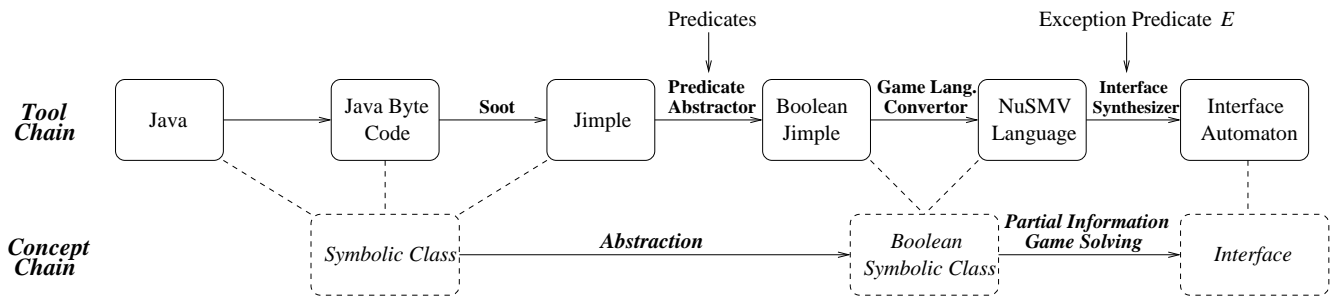 Predicates
Exception Predicate E
Tool
Chain
Java
Java Byte
Code
Soot
Jimple
Predicate
Abstractor
Boolean
Jimple
Game Lang.
Convertor
NuSMV
Language
Interface
Synthesizer
Interface
Automaton
Concept
Chain
Symbolic Class
Abstraction
Boolean
Symbolic Class
Partial Information
Game Solving
Interface